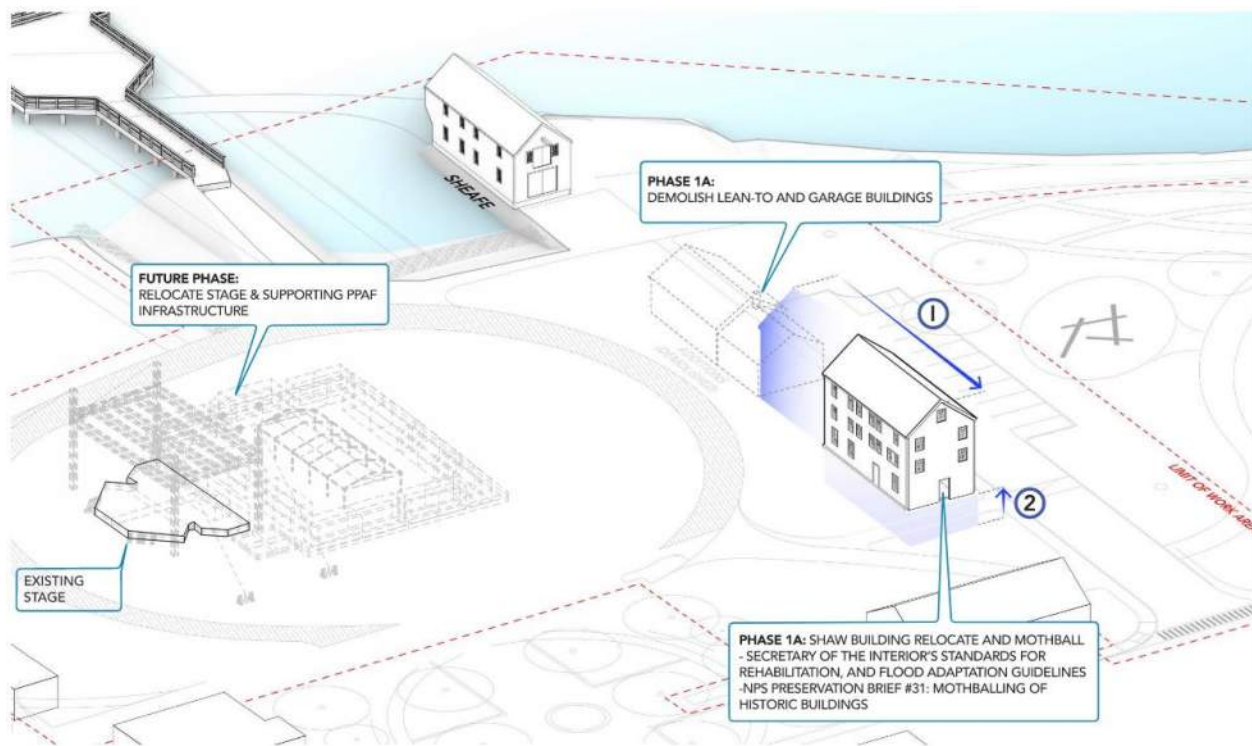 SHEAFE
PHASE 1A:
DEMOLISH LEAN-TO AND GARAGE BUILDINGS
FUTURE PHASE:
RELOCATE STAGE & SUPPORTING PPAF
INFRASTRUCTURE
1
2
LIMIT OF WORK AREA
EXISTING
STAGE
PHASE 1A: SHAW BUILDING RELOCATE AND MOTHBALL
- SECRETARY OF THE INTERIOR'S STANDARDS FOR
REHABILITATION, AND FLOOD ADAPTATION GUIDELINES
-NPS PRESERVATION BRIEF #31: MOTHBALLING OF
HISTORIC BUILDINGS